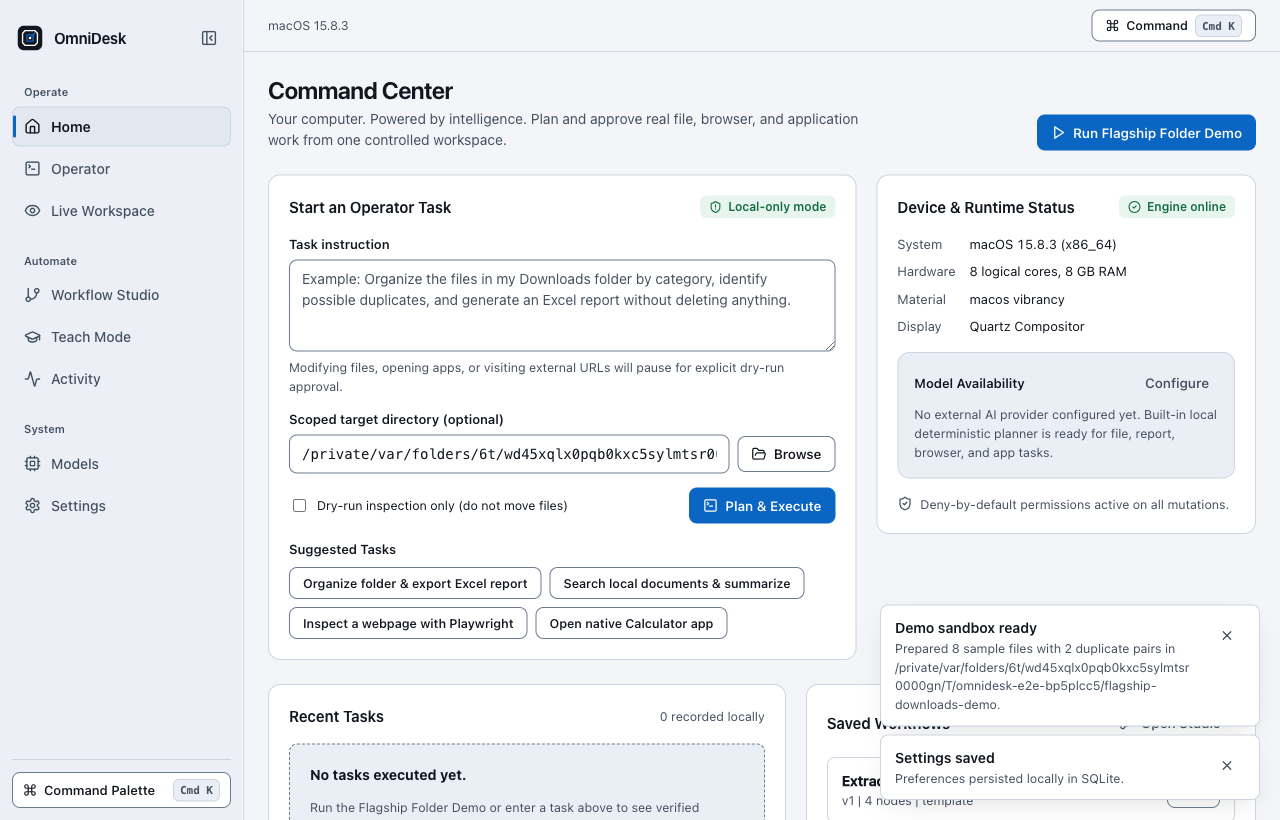 OmniDesk
Operate
Home
Operator
Live Workspace
Automate
Workflow Studio
Teach Mode
Activity
System
Models
Settings
Command Palette Cmd K
macOS 15.8.3
Command Cmd K
Command Center
Your computer. Powered by intelligence. Plan and approve real file, browser, and application
work from one controlled workspace.
Run Flagship Folder Demo
Start an Operator Task
Local-only mode
Task instruction
Example: Organize the files in my Downloads folder by category, identify
possible duplicates, and generate an Excel report without deleting anything.
Modifying files, opening apps, or visiting external URLs will pause for explicit dry-run
approval.
Scoped target directory (optional)
/private/var/folders/6t/wd45xqlx0pqb0kxc5sylmtsr0
Browse
Dry-run inspection only (do not move files)
Plan & Execute
Suggested Tasks
Organize folder & export Excel report
Search local documents & summarize
Inspect a webpage with Playwright
Open native Calculator app
Device & Runtime Status
Engine online
System macOS 15.8.3 (x86_64)
Hardware 8 logical cores, 8 GB RAM
Material macos vibrancy
Display Quartz Compositor
Model Availability
Configure
No external AI provider configured yet. Built-in local
deterministic planner is ready for file, report,
browser, and app tasks.
Deny-by-default permissions active on all mutations.
Recent Tasks
0 recorded locally
No tasks executed yet.
Run the Flagship Folder Demo or enter a task above to see verified
Saved Workflows
Open Studio
Extrac
v1 | 4 nodes | template
Demo sandbox ready
Prepared 8 sample files with 2 duplicate pairs in
/private/var/folders/6t/wd45xqlx0pqb0kxc5sylmtsr
0000gn/T/omnidesk-e2e-bp5plcc5/flagship-
downloads-demo.
Settings saved
Preferences persisted locally in SQLite.